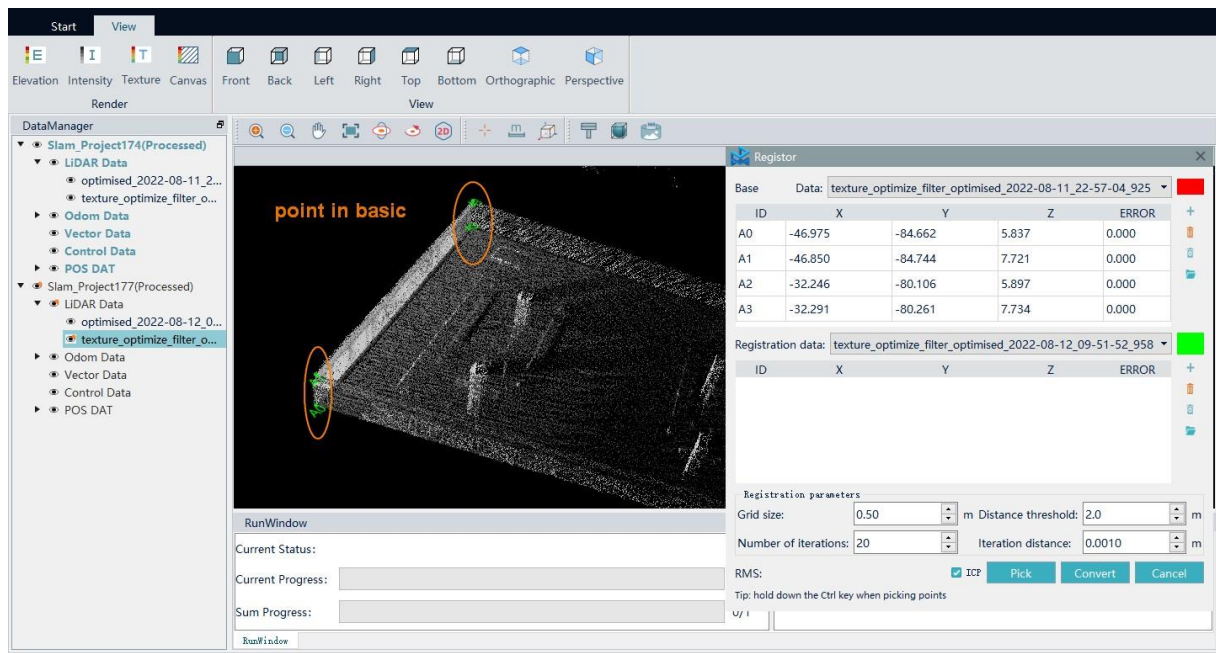 Start View
Elevation Intensity Texture Canvas Front Back Left Right Top Bottom Orthographic Perspective
Render View
DataManager
Slam_Project174(Processed)
LiDAR Data
optimised_2022-08-11_2...
texture_optimize_filter_o...
Odom Data
Vector Data
Control Data
POS DAT
Slam_Project177(Processed)
LiDAR Data
optimised_2022-08-12_0...
texture_optimize_filter_o...
Odom Data
Vector Data
Control Data
POS DAT
2D m
point in basic
A0
RunWindow
Current Status:
Current Progress:
Sum Progress:
0/1
RunWindow
Registor
Base Data: texture_optimize_filter_optimised_2022-08-11_22-57-04_925
ID X Y Z ERROR
A0 -46.975 -84.662 5.837 0.000
A1 -46.850 -84.744 7.721 0.000
A2 -32.246 -80.106 5.897 0.000
A3 -32.291 -80.261 7.734 0.000
Registration data: texture_optimize_filter_optimised_2022-08-12_09-51-52_958
ID X Y Z ERROR
Registration parameters
Grid size: 0.50 m Distance threshold: 2.0 m
Number of iterations: 20 Iteration distance: 0.0010 m
RMS: ICP Pick Convert Cancel
Tip: hold down the Ctrl key when picking points